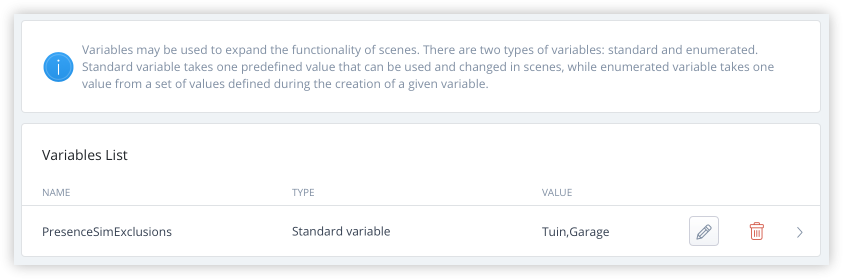 Variables may be used to expand the functionality of scenes. There are two types of variables: standard and enumerated.
Standard variable takes one predefined value that can be used and changed in scenes, while enumerated variable takes one
value from a set of values defined during the creation of a given variable.
Variables List
NAME TYPE VALUE
PresenceSimExclusions Standard variable Tuin,Garage